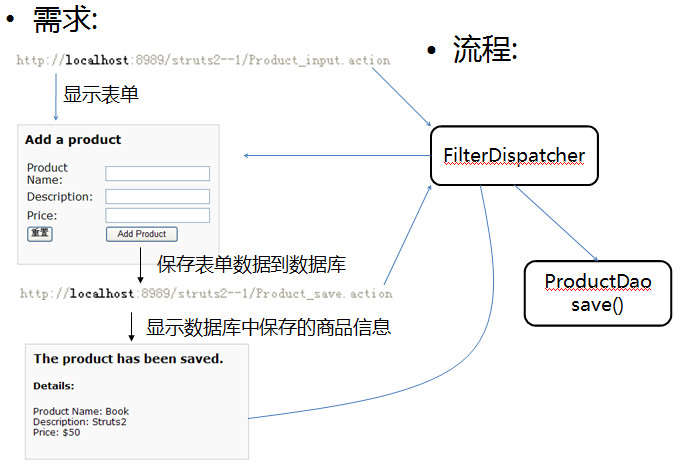 • 需求:
http://localhost:8989/struts2--1/Product_input.action
• 流程:
显示表单
Add a product
Product
Name:
Description:
Price:
重置
Add Product
FilterDispatcher
保存表单数据到数据库
http://localhost:8989/struts2--1/Product_save.action
ProductDao
save()
显示数据库中保存的商品信息
The product has been saved.
Details:
Product Name: Book
Description: Struts2
Price: $50